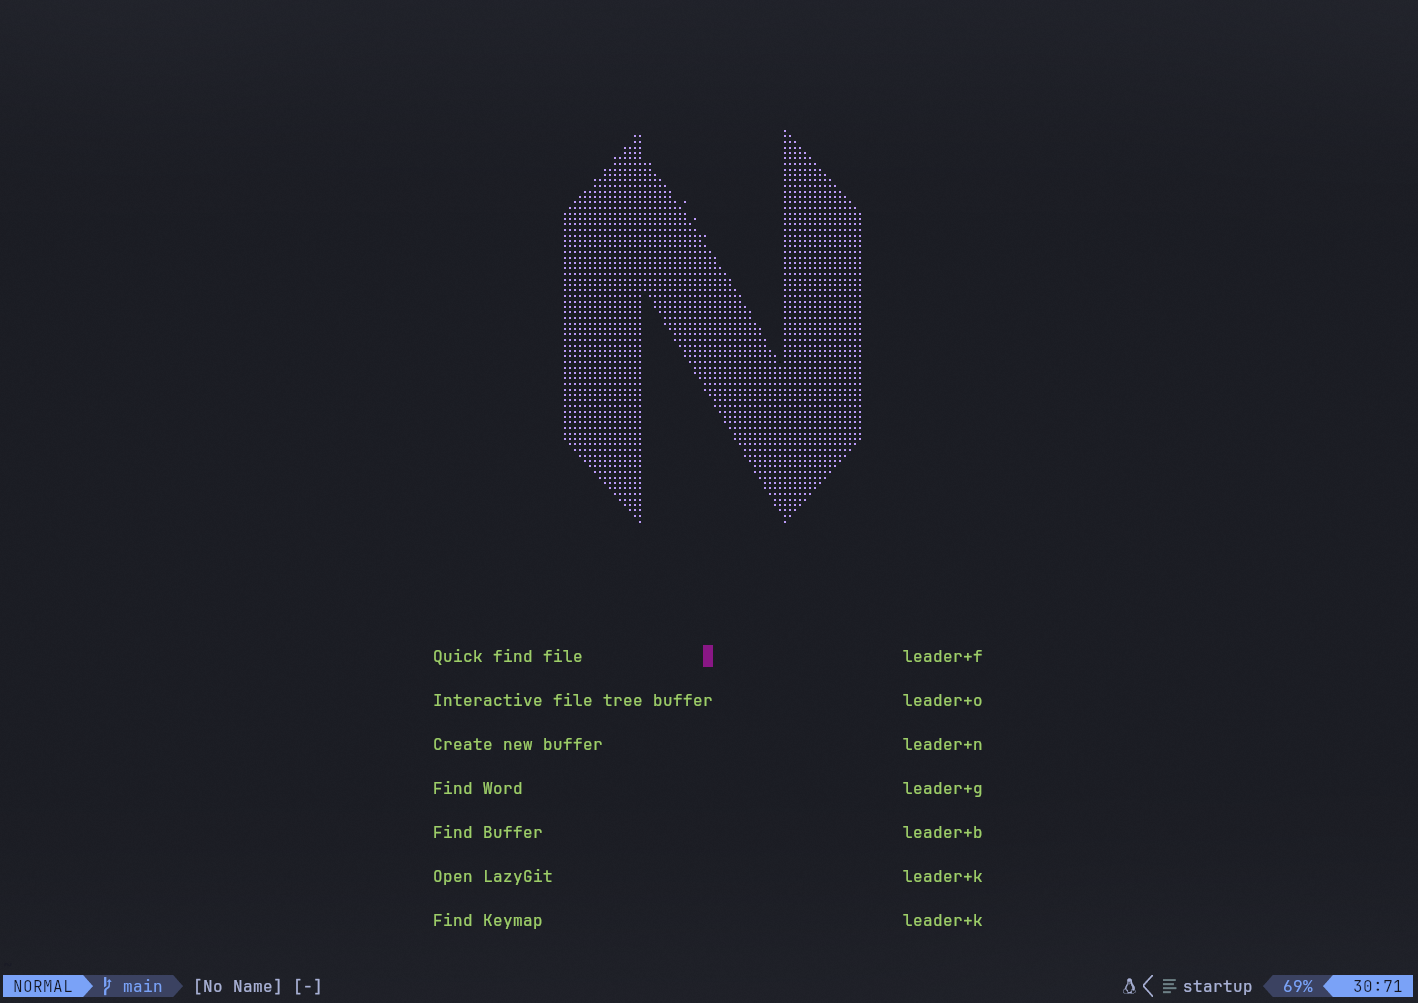 Quick find file leader+f
Interactive file tree buffer leader+o
Create new buffer leader+n
Find Word leader+g
Find Buffer leader+b
Open LazyGit leader+k
Find Keymap leader+k
NORMAL main [No Name] [-] startup 69% 30:71